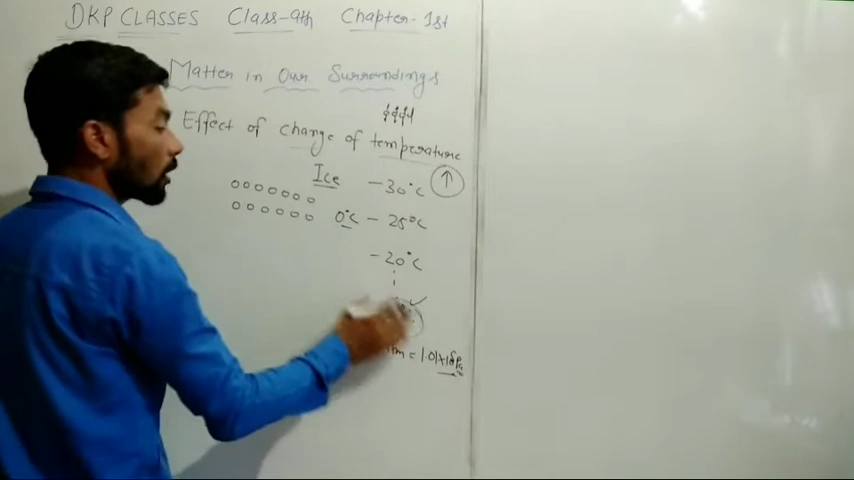 DKP CLASSES Class-9th Chapter-1st
Matter in Our Surroundings
Effect of change of temperature
Ice -30°C ↑
0°C -25°C
-20°C
= 1.01×10⁵Pa